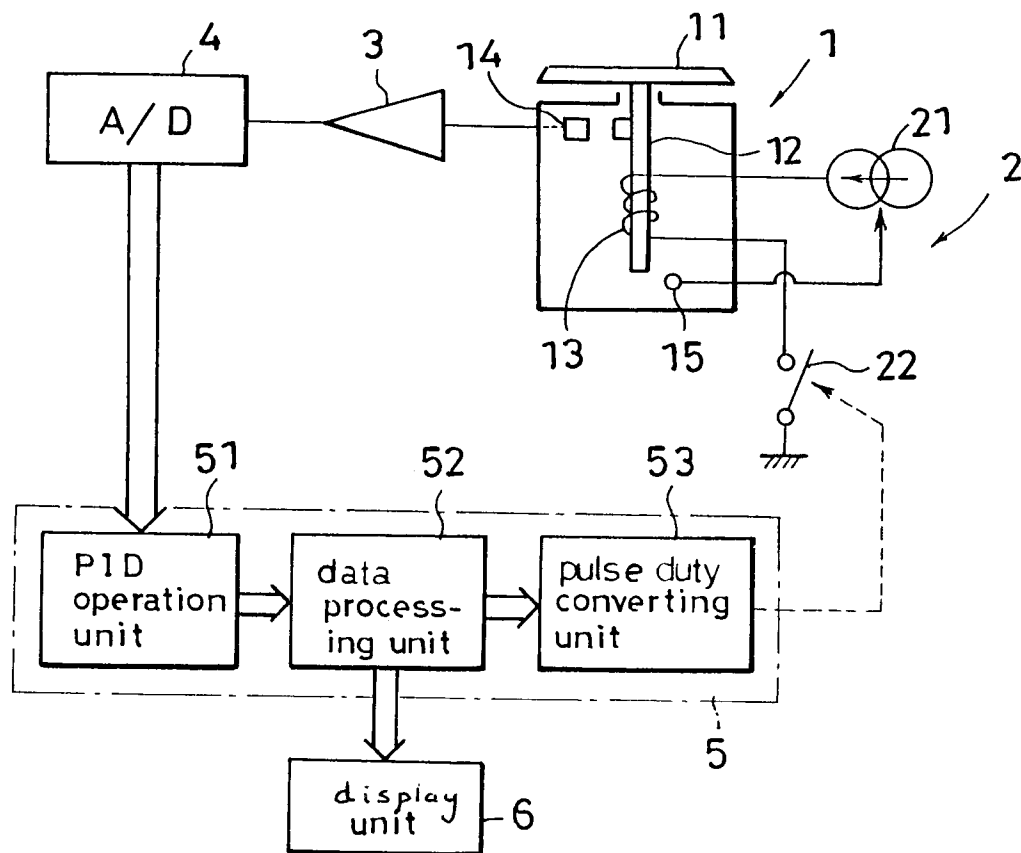 4
3
11
1
14
A/D
12
21
2
13
15
22
51
52
53
PID
operation
unit
data
process-
ing unit
pulse duty
converting
unit
5
display
unit
6